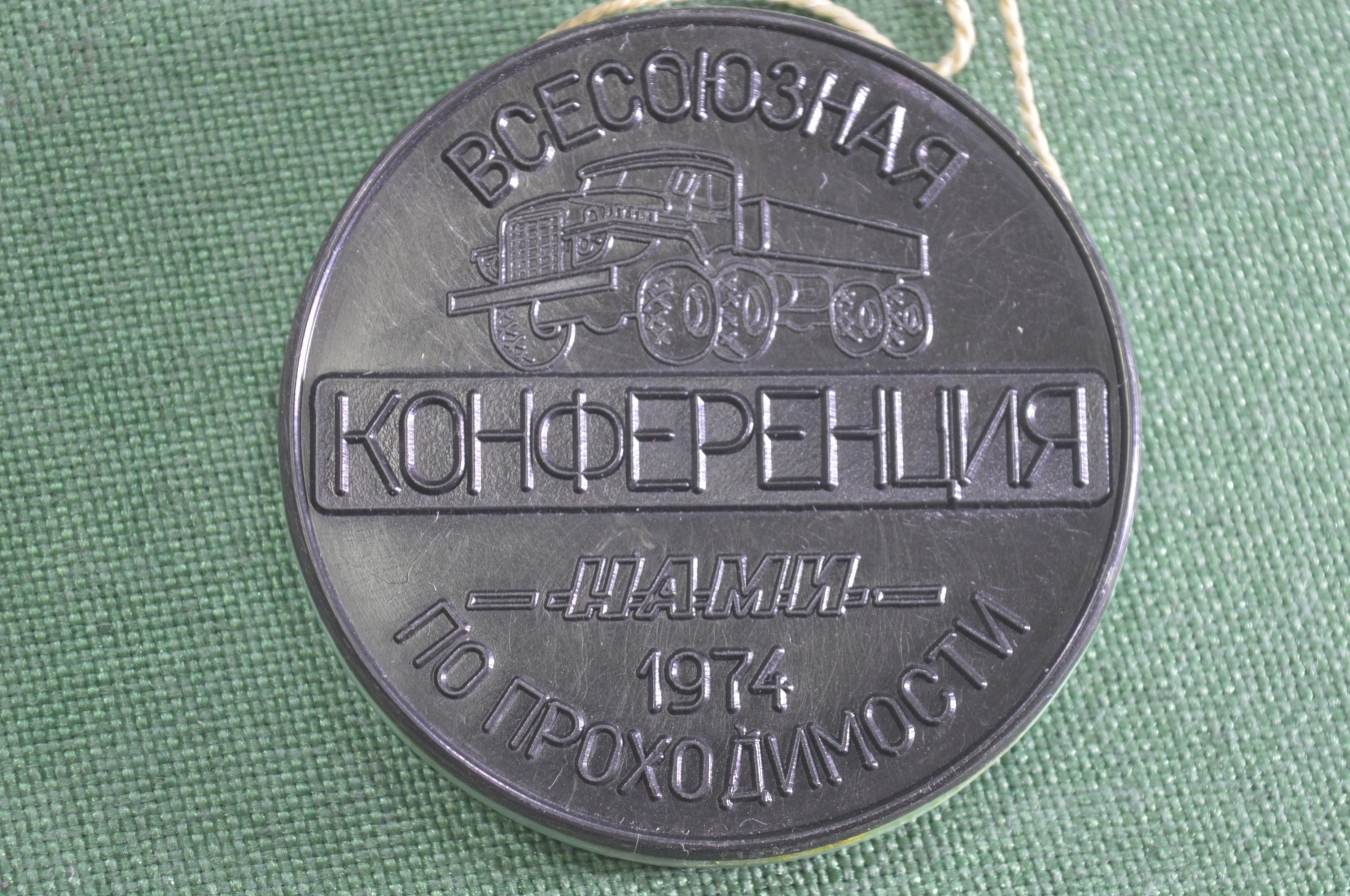 ВСЕСОЮЗНАЯ
КОНФЕРЕНЦИЯ
НАМИ
1974
ПО ПРОХОДИМОСТИ